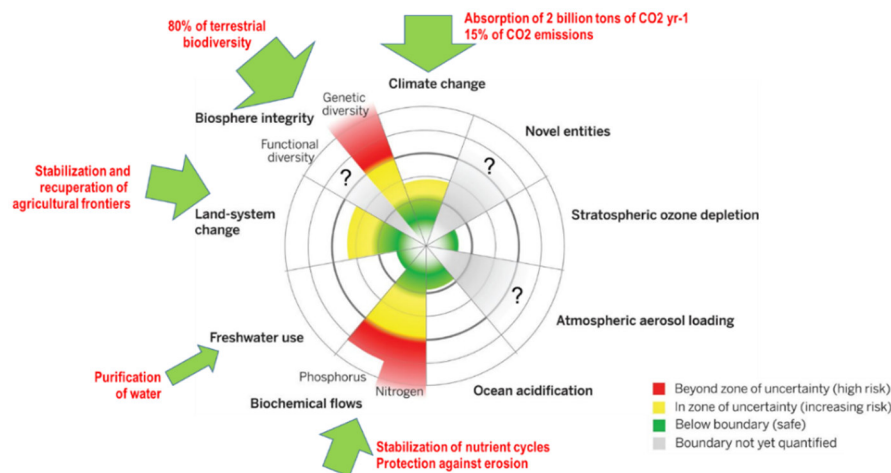 Absorption of 2 billion tons of CO2 yr-1
15% of CO2 emissions
80% of terrestrial
biodiversity
Climate change
Genetic
diversity
Biosphere integrity
Functional
diversity
Novel entities
?
?
Stabilization and
recuperation of
agricultural frontiers
Land-system
change
Stratospheric ozone depletion
?
Atmospheric aerosol loading
Freshwater use
Purification
of water
Phosphorus
Nitrogen
Biochemical flows
Ocean acidification
Stabilization of nutrient cycles
Protection against erosion
Beyond zone of uncertainty (high risk)
In zone of uncertainty (increasing risk)
Below boundary (safe)
Boundary not yet quantified